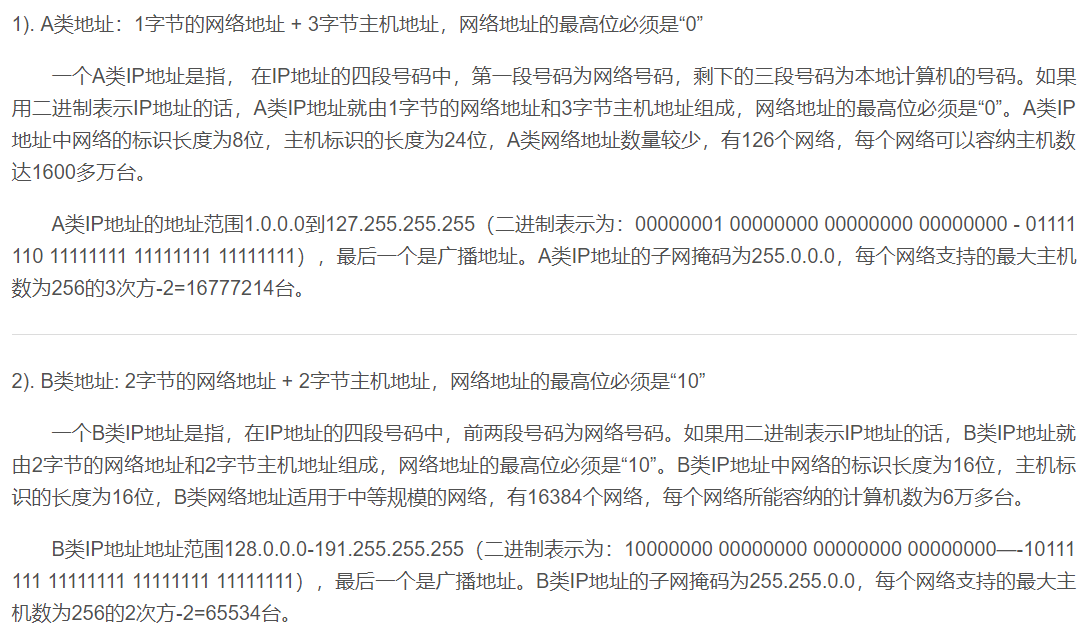 1). A类地址：1字节的网络地址 + 3字节主机地址，网络地址的最高位必须是“0”
一个A类IP地址是指， 在IP地址的四段号码中，第一段号码为网络号码，剩下的三段号码为本地计算机的号码。如果
用二进制表示IP地址的话，A类IP地址就由1字节的网络地址和3字节主机地址组成，网络地址的最高位必须是“0”。A类IP
地址中网络的标识长度为8位，主机标识的长度为24位，A类网络地址数量较少，有126个网络，每个网络可以容纳主机数
达1600多万台。
A类IP地址的地址范围1.0.0.0到127.255.255.255（二进制表示为：00000001 00000000 00000000 00000000 - 01111
110 11111111 11111111 11111111），最后一个是广播地址。A类IP地址的子网掩码为255.0.0.0，每个网络支持的最大主机
数为256的3次方-2=16777214台。
2). B类地址: 2字节的网络地址 + 2字节主机地址，网络地址的最高位必须是“10”
一个B类IP地址是指，在IP地址的四段号码中，前两段号码为网络号码。如果用二进制表示IP地址的话，B类IP地址就
由2字节的网络地址和2字节主机地址组成，网络地址的最高位必须是“10”。B类IP地址中网络的标识长度为16位，主机标
识的长度为16位，B类网络地址适用于中等规模的网络，有16384个网络，每个网络所能容纳的计算机数为6万多台。
B类IP地址地址范围128.0.0.0-191.255.255.255（二进制表示为：10000000 00000000 00000000 00000000—-10111
111 11111111 11111111 11111111），最后一个是广播地址。B类IP地址的子网掩码为255.255.0.0，每个网络支持的最大主
机数为256的2次方-2=65534台。